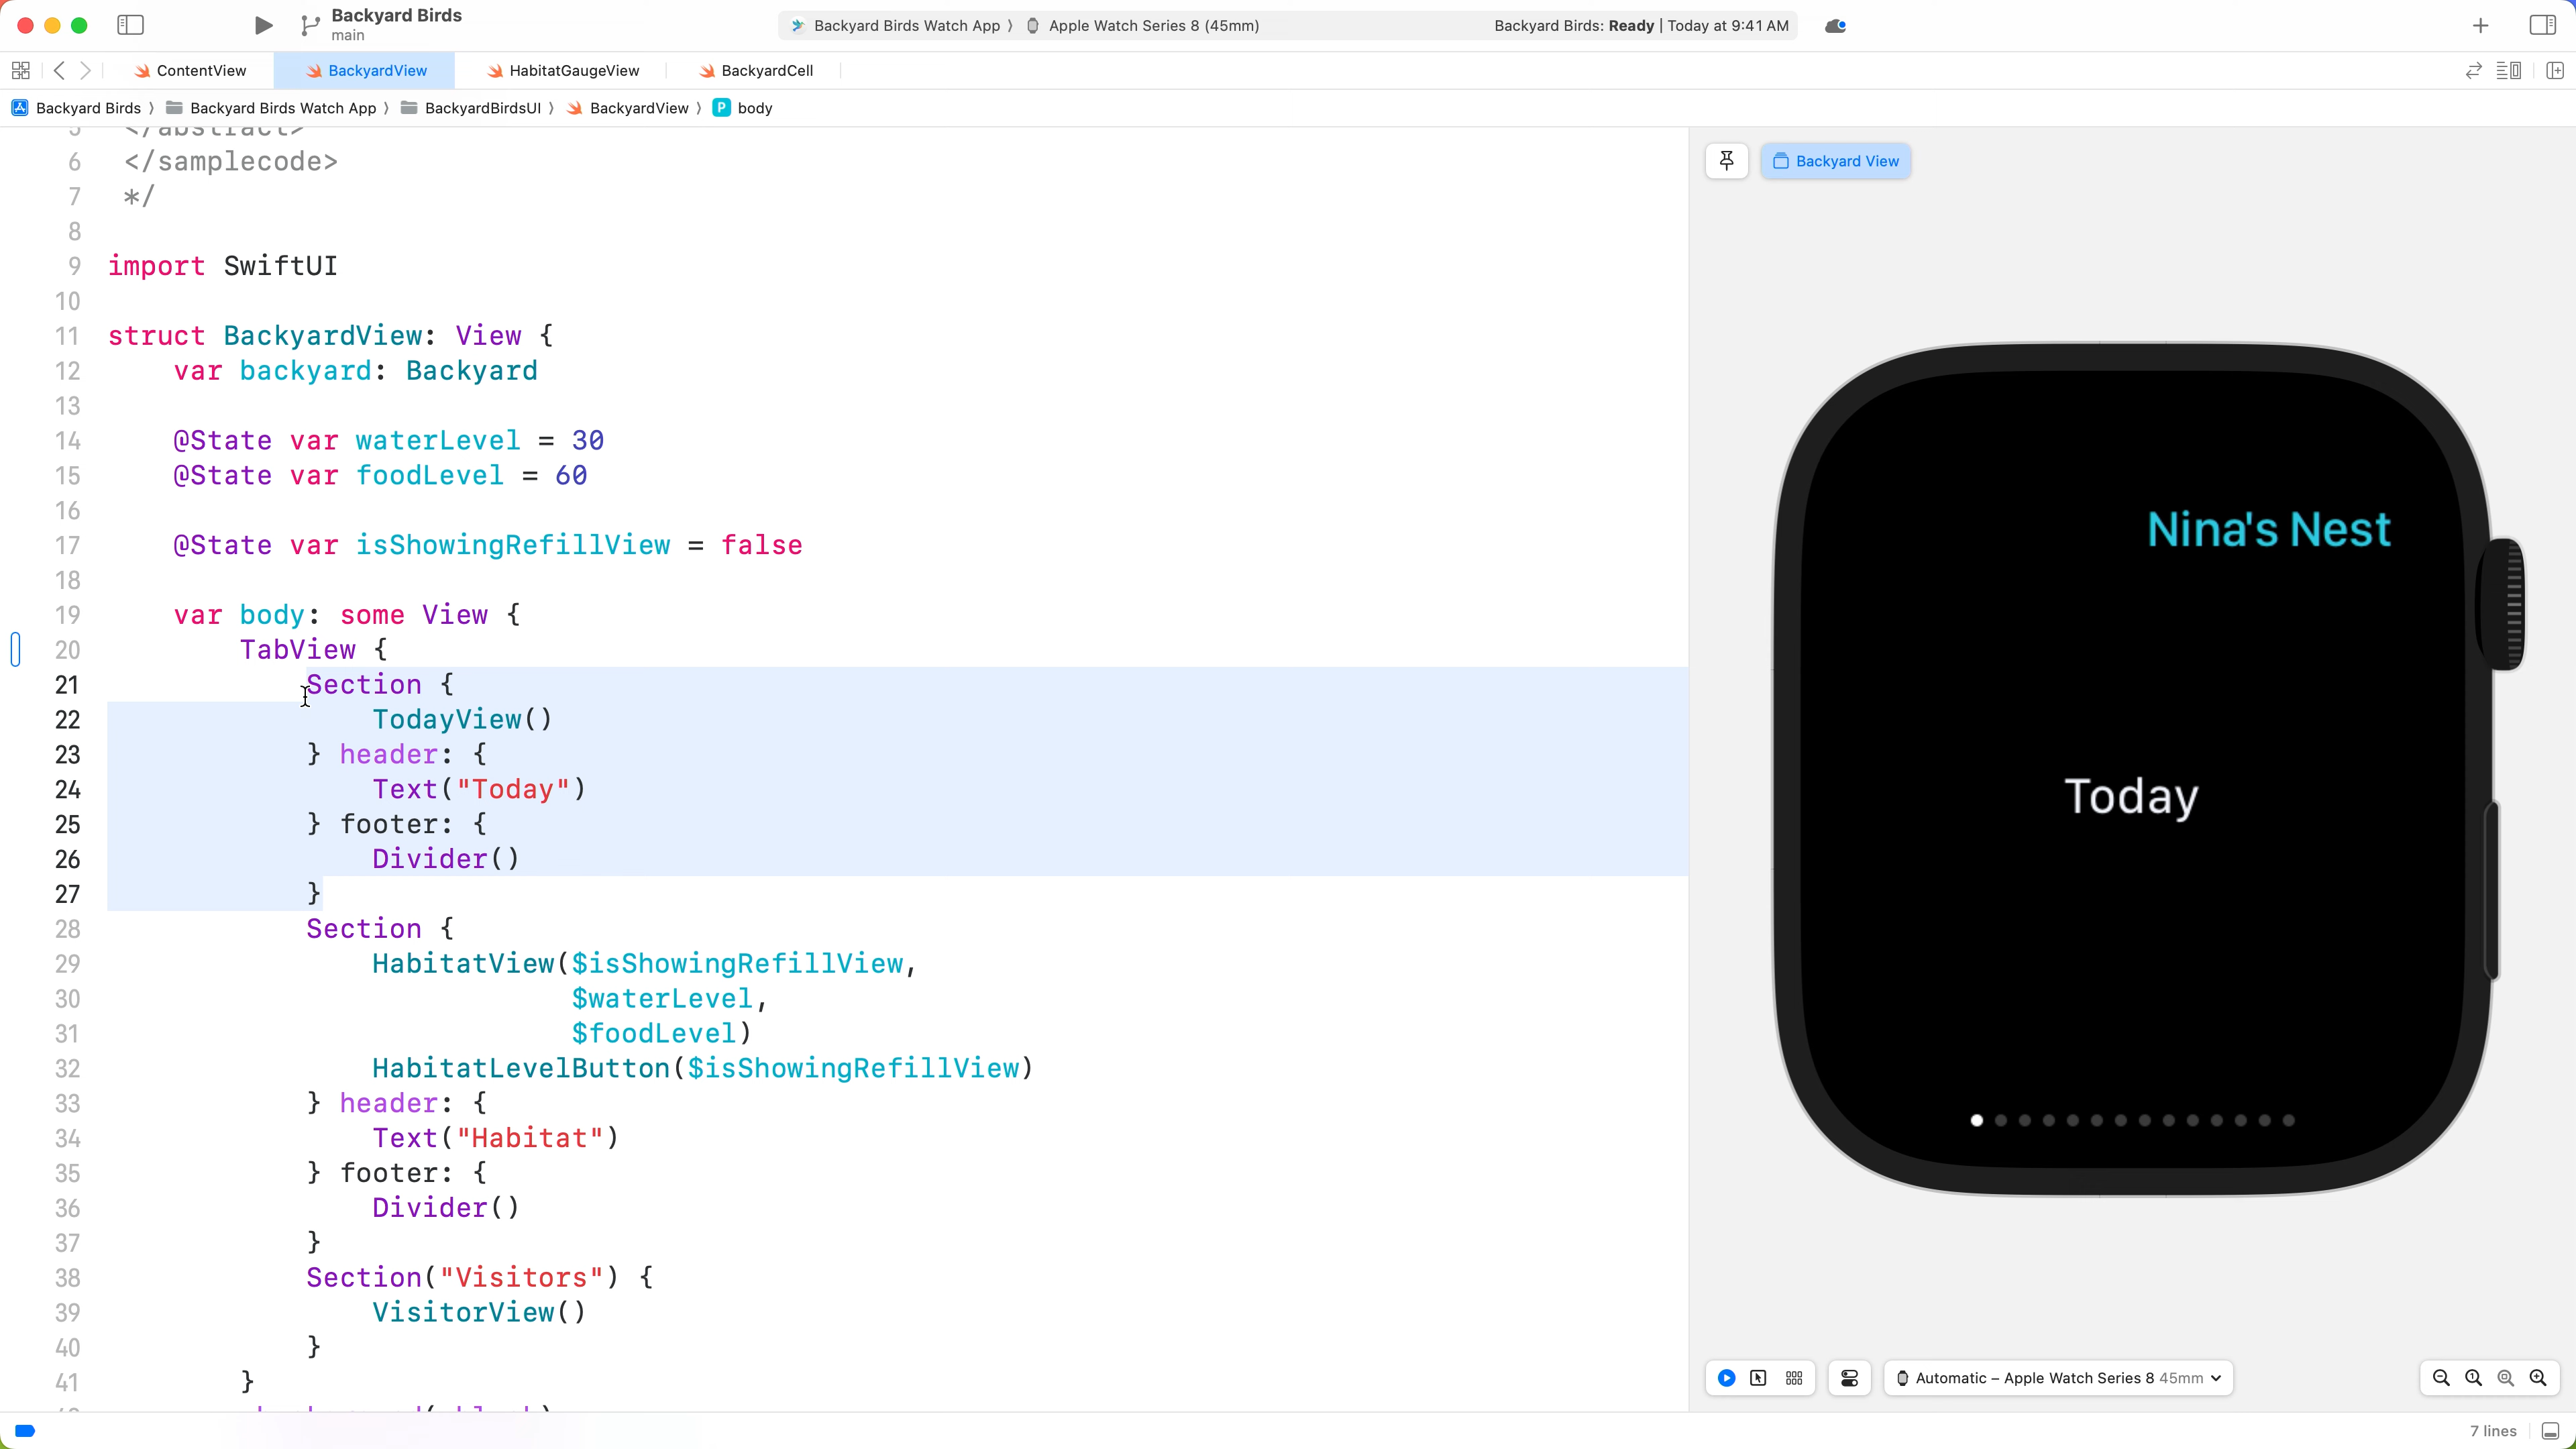 Backyard Birds
main
Backyard Birds Watch App ⟩ Apple Watch Series 8 (45mm)
Backyard Birds: Ready | Today at 9:41 AM
ContentView
BackyardView
HabitatGaugeView
BackyardCell
Backyard Birds ⟩ Backyard Birds Watch App ⟩ BackyardBirdsUI ⟩ BackyardView ⟩ P body
5 </abstract>
6 </samplecode>
7 */
8
9 import SwiftUI
10
11 struct BackyardView: View {
12 var backyard: Backyard
13
14 @State var waterLevel = 30
15 @State var foodLevel = 60
16
17 @State var isShowingRefillView = false
18
19 var body: some View {
20 TabView {
21 Section {
22 TodayView()
23 } header: {
24 Text("Today")
25 } footer: {
26 Divider()
27 }
28 Section {
29 HabitatView($isShowingRefillView,
30 $waterLevel,
31 $foodLevel)
32 HabitatLevelButton($isShowingRefillView)
33 } header: {
34 Text("Habitat")
35 } footer: {
36 Divider()
37 }
38 Section("Visitors") {
39 VisitorView()
40 }
41 }
Backyard View
Nina's Nest
Today
Automatic – Apple Watch Series 8 45mm
7 lines